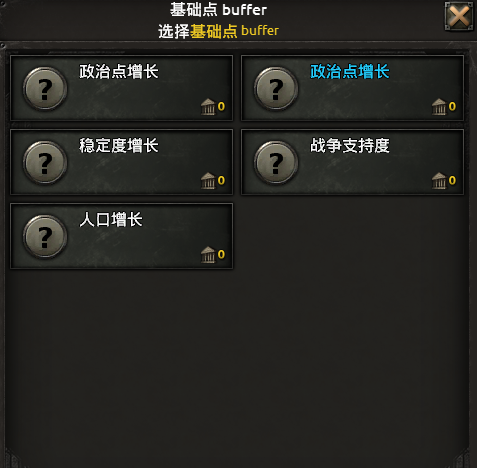 基础点 buffer
选择基础点 buffer
政治点增长
0
政治点增长
0
稳定度增长
0
战争支持度
0
人口增长
0